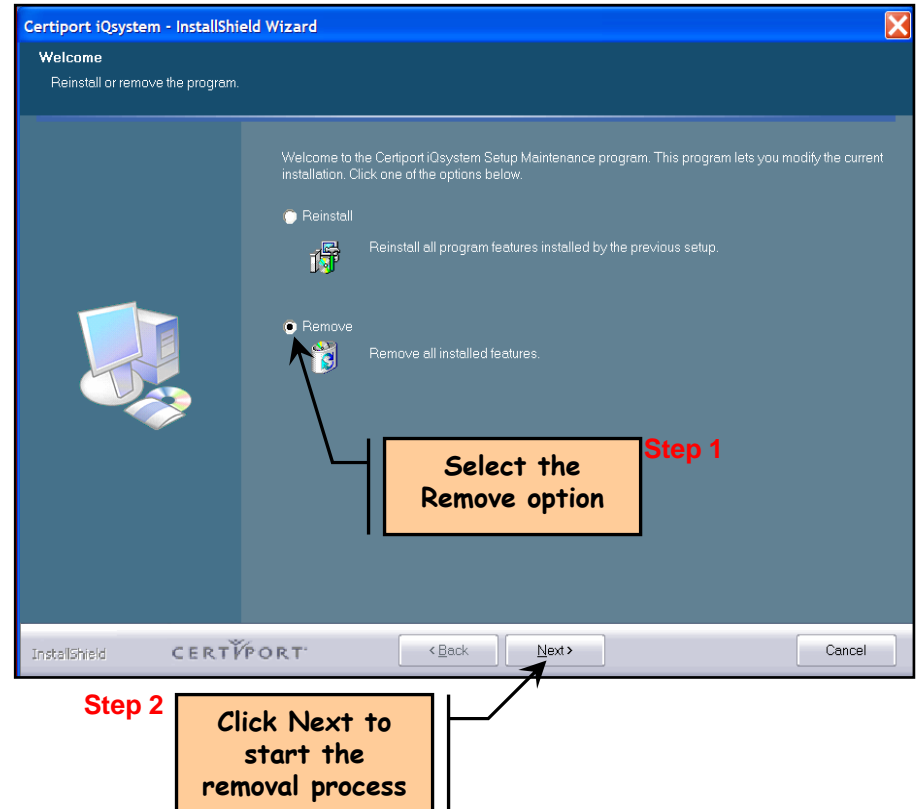 Certiport iQsystem - InstallShield Wizard
Welcome
Reinstall or remove the program.
Welcome to the Certiport iQsystem Setup Maintenance program. This program lets you modify the current
installation. Click one of the options below.
Reinstall
Reinstall all program features installed by the previous setup.
Remove
Remove all installed features.
Step 1
Select the
Remove option
InstallShield
CERTIPORT
< Back
Next >
Cancel
Step 2
Click Next to
start the
removal process